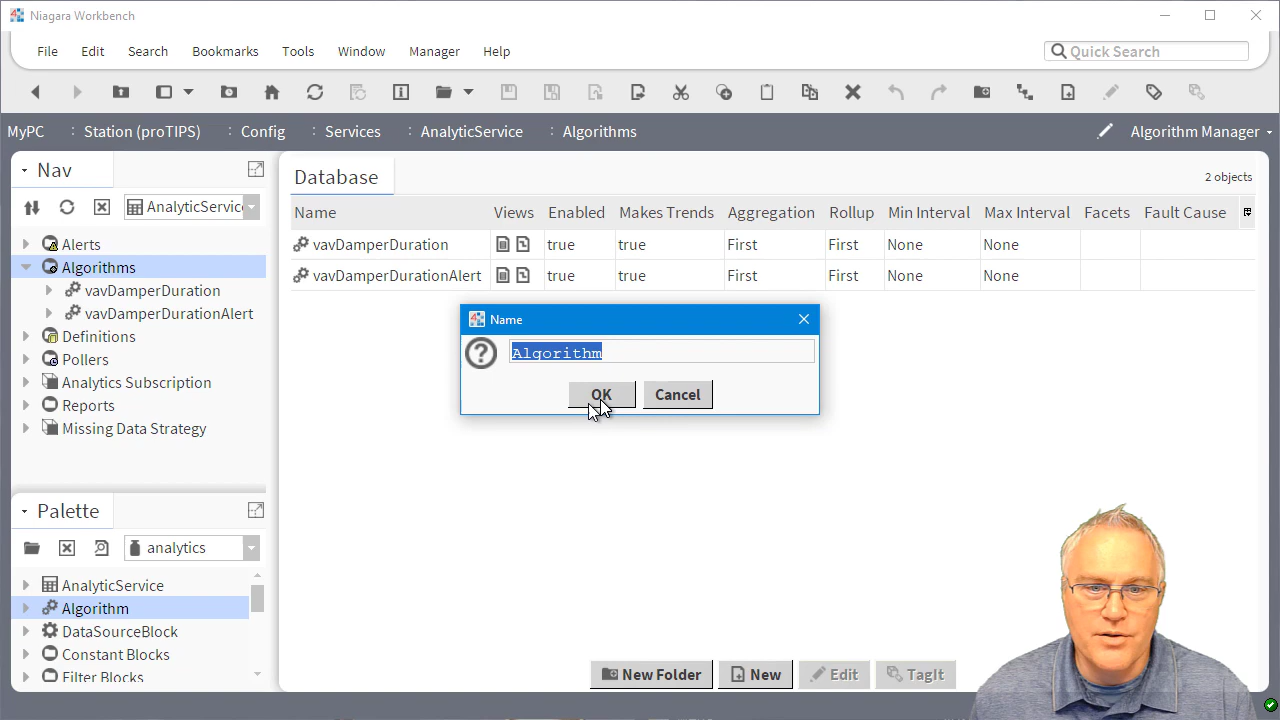 Niagara Workbench
File Edit Search Bookmarks Tools Window Manager Help Quick Search
MyPC : Station (proTIPS) : Config : Services : AnalyticService : Algorithms Algorithm Manager
Nav
AnalyticServic
Alerts
Algorithms
vavDamperDuration
vavDamperDurationAlert
Definitions
Pollers
Analytics Subscription
Reports
Missing Data Strategy
Palette
analytics
AnalyticService
Algorithm
DataSourceBlock
Constant Blocks
Filter Blocks
Database 2 objects
Name Views Enabled Makes Trends Aggregation Rollup Min Interval Max Interval Facets Fault Cause
vavDamperDuration true true First First None None
vavDamperDurationAlert true true First First None None
Name
Algorithm
OK Cancel
New Folder New Edit TagIt